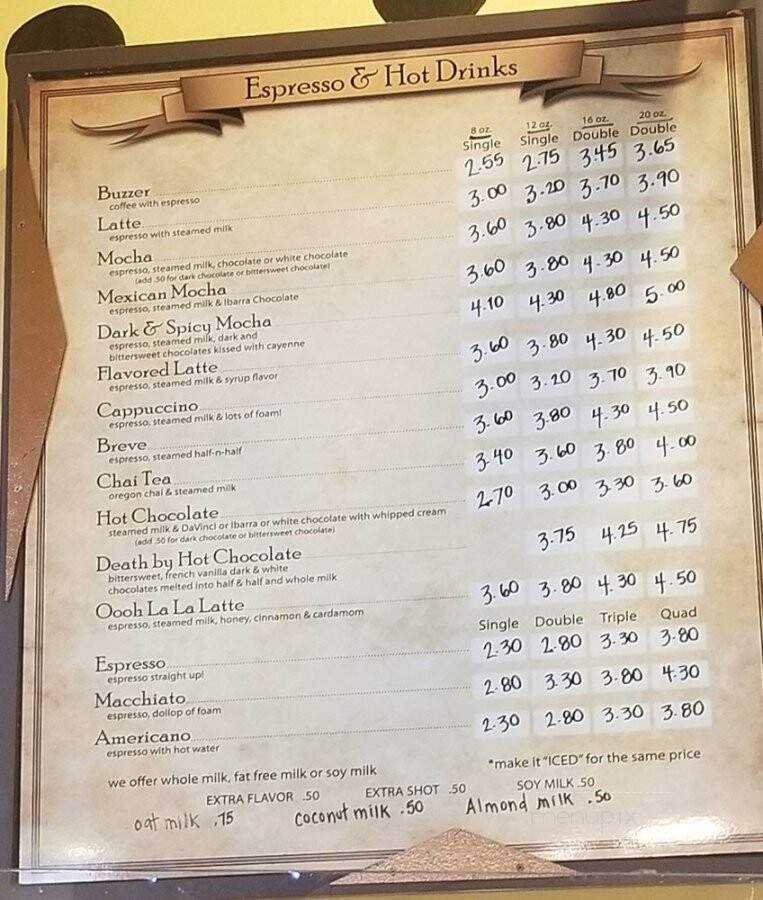 Espresso & Hot Drinks
8 oz. 12 oz. 16 oz. 20 oz.
Single Single Double Double
Buzzer 2.55 2.75 3.45 3.65
coffee with espresso
Latte 3.00 3.20 3.70 3.90
espresso with steamed milk
Mocha 3.60 3.80 4.30 4.50
espresso, steamed milk, chocolate or white chocolate
(add .50 for dark chocolate or bittersweet chocolate)
Mexican Mocha 3.60 3.80 4.30 4.50
espresso, steamed milk & Ibarra Chocolate
Dark & Spicy Mocha 4.10 4.30 4.80 5.00
espresso, steamed milk, dark and
bittersweet chocolates kissed with cayenne
Flavored Latte 3.60 3.80 4.30 4.50
espresso, steamed milk & syrup flavor
Cappuccino 3.00 3.20 3.70 3.90
espresso, steamed milk & lots of foam!
Breve 3.60 3.80 4.30 4.50
espresso, steamed half-n-half
Chai Tea 3.40 3.60 3.80 4.00
oregon chai & steamed milk
Hot Chocolate 2.70 3.00 3.30 3.60
steamed milk & DaVinci or Ibarra or white chocolate with whipped cream
(add .50 for dark chocolate or bittersweet chocolate)
Death by Hot Chocolate 3.75 4.25 4.75
bittersweet, french vanilla dark & white
chocolates melted into half & half and whole milk
Oooh La La Latte 3.60 3.80 4.30 4.50
espresso, steamed milk, honey, cinnamon & cardamom
Single Double Triple Quad
Espresso 2.30 2.80 3.30 3.80
espresso straight up!
Macchiato 2.80 3.30 3.80 4.30
espresso, dollop of foam
Americano 2.30 2.80 3.30 3.80
espresso with hot water
*make it "ICED" for the same price
we offer whole milk, fat free milk or soy milk
EXTRA FLAVOR .50 EXTRA SHOT .50 SOY MILK .50
oat milk .75 coconut milk .50 Almond milk .50
menupix